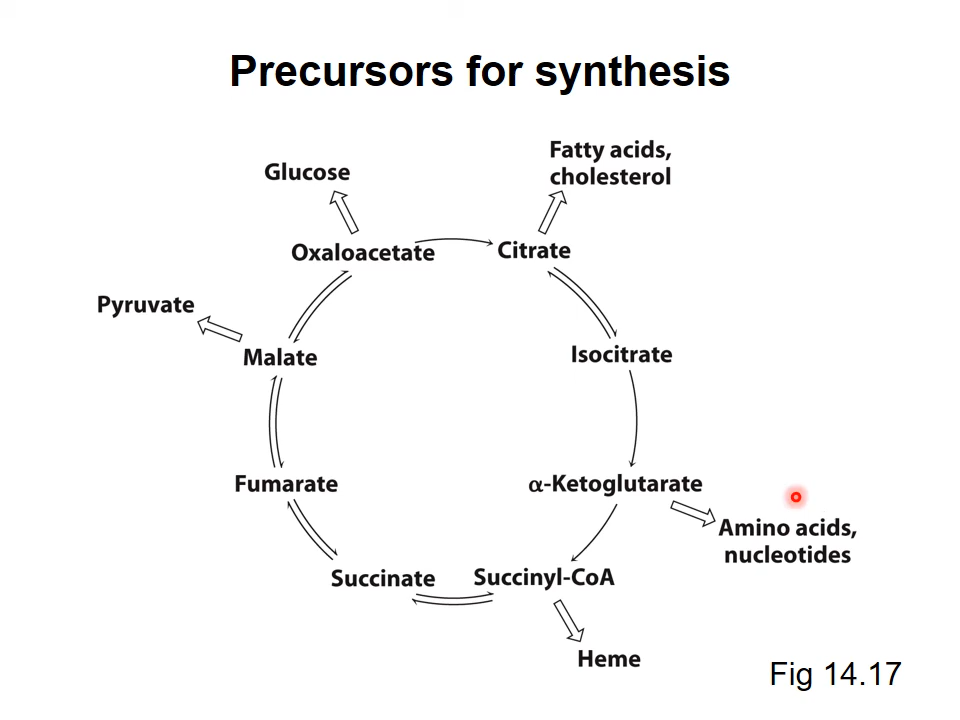 Precursors for synthesis
Fatty acids,
cholesterol
Glucose
Oxaloacetate
Citrate
Pyruvate
Malate
Isocitrate
Fumarate
α-Ketoglutarate
Amino acids,
nucleotides
Succinate
Succinyl-CoA
Heme
Fig 14.17